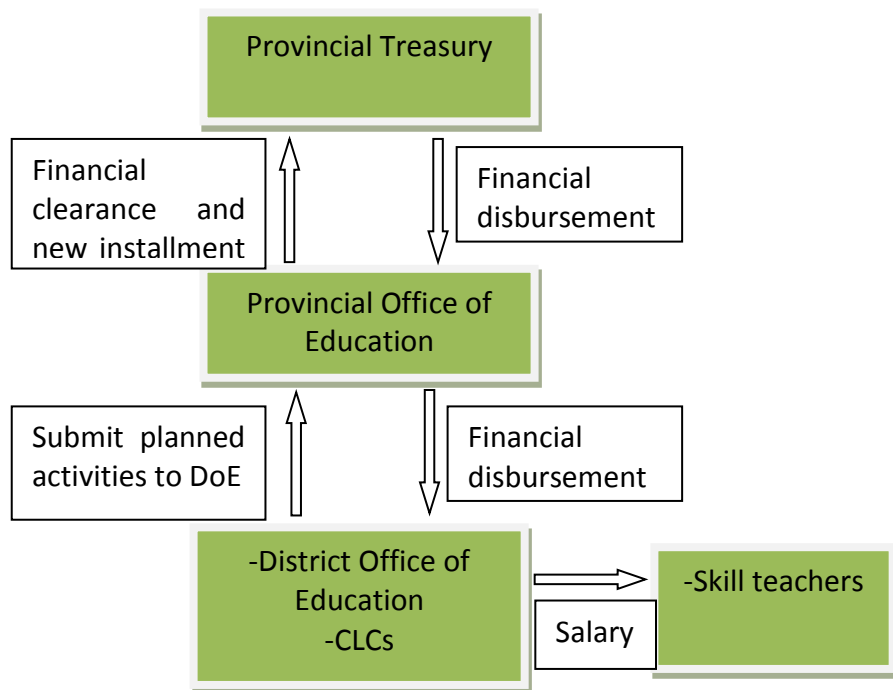 Provincial Treasury
Financial
clearance and
new installment
Financial
disbursement
Provincial Office of
Education
Submit planned
activities to DoE
Financial
disbursement
-District Office of
Education
-CLCs
Salary
-Skill teachers